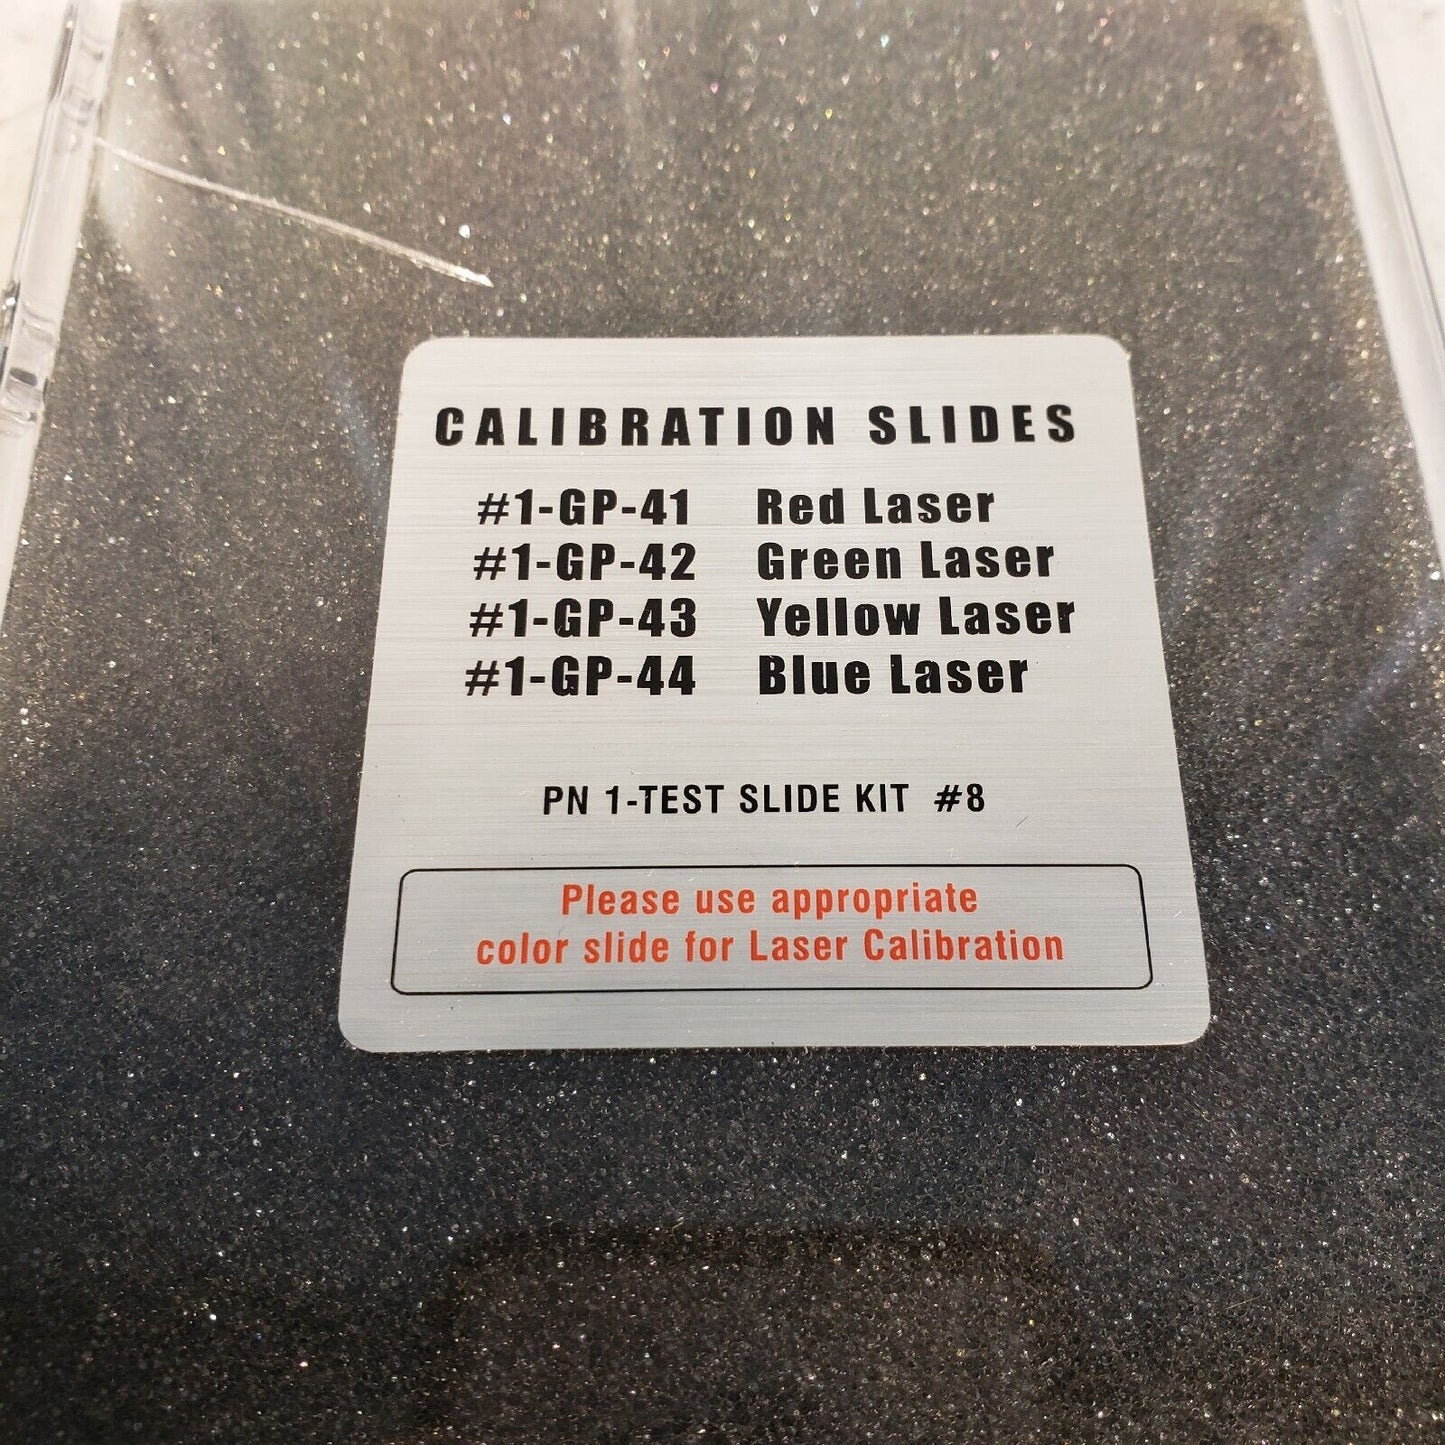 CALIBRATION SLIDES
#1-GP-41 Red Laser
#1-GP-42 Green Laser
#1-GP-43 Yellow Laser
#1-GP-44 Blue Laser
PN 1-TEST SLIDE KIT #8
Please use appropriate
color slide for Laser Calibration